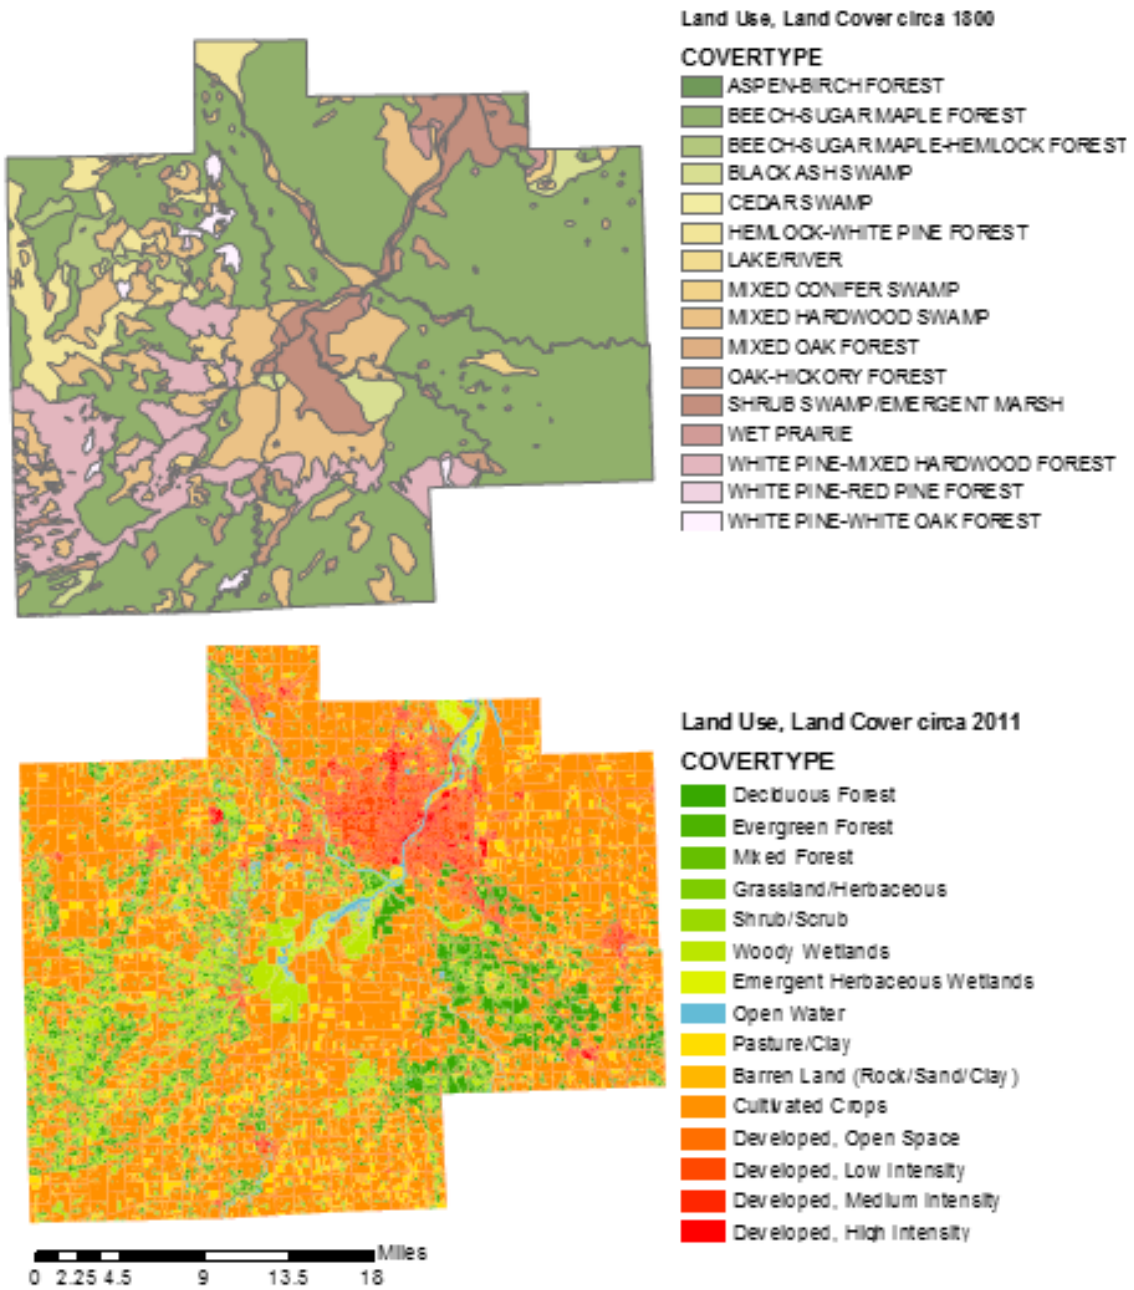 Land Use, Land Cover circa 1800
COVERTYPE
ASPEN-BIRCH FOREST
BEECH-SUGAR MAPLE FOREST
BEECH-SUGAR MAPLE-HEMLOCK FOREST
BLACK ASH SWAMP
CEDAR SWAMP
HEMLOCK-WHITE PINE FOREST
LAKE/RIVER
MIXED CONIFER SWAMP
MIXED HARDWOOD SWAMP
MIXED OAK FOREST
OAK-HICKORY FOREST
SHRUB SWAMP/EMERGENT MARSH
WET PRAIRIE
WHITE PINE-MIXED HARDWOOD FOREST
WHITE PINE-RED PINE FOREST
WHITE PINE-WHITE OAK FOREST
Land Use, Land Cover circa 2011
COVERTYPE
Deciduous Forest
Evergreen Forest
Mixed Forest
Grassland/Herbaceous
Shrub/Scrub
Woody Wetlands
Emergent Herbaceous Wetlands
Open Water
Pasture/Clay
Barren Land (Rock/Sand/Clay)
Cultivated Crops
Developed, Open Space
Developed, Low Intensity
Developed, Medium Intensity
Developed, High Intensity
Miles
0 2.25 4.5 9 13.5 18